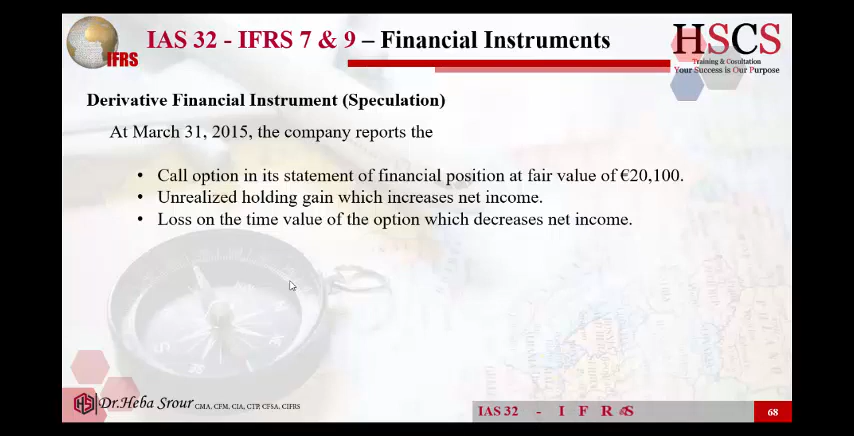 IFRS
IAS 32 - IFRS 7 & 9 – Financial Instruments
HSCS
Training & Cosultation
Your Success is Our Purpose
Derivative Financial Instrument (Speculation)
At March 31, 2015, the company reports the
• Call option in its statement of financial position at fair value of €20,100.
• Unrealized holding gain which increases net income.
• Loss on the time value of the option which decreases net income.
Dr.Heba Srour CMA, CFM, CIA, CTP, CFSA, CIFRS
IAS 32 - I F R S
68